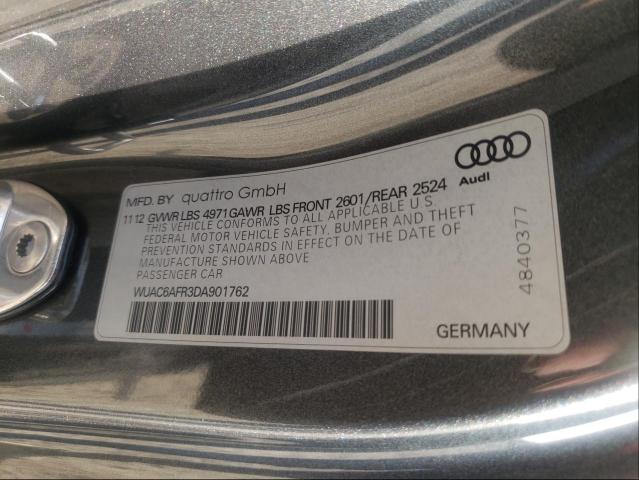 MFD. BY quattro GmbH
11 12 GVWR LBS 4971 GAWR LBS FRONT 2601/REAR 2524
THIS VEHICLE CONFORMS TO ALL APPLICABLE U.S.
FEDERAL MOTOR VEHICLE SAFETY, BUMPER AND THEFT
PREVENTION STANDARDS IN EFFECT ON THE DATE OF
MANUFACTURE SHOWN ABOVE
PASSENGER CAR
WUAC6AFR3DA901762
Audi
4840377
GERMANY